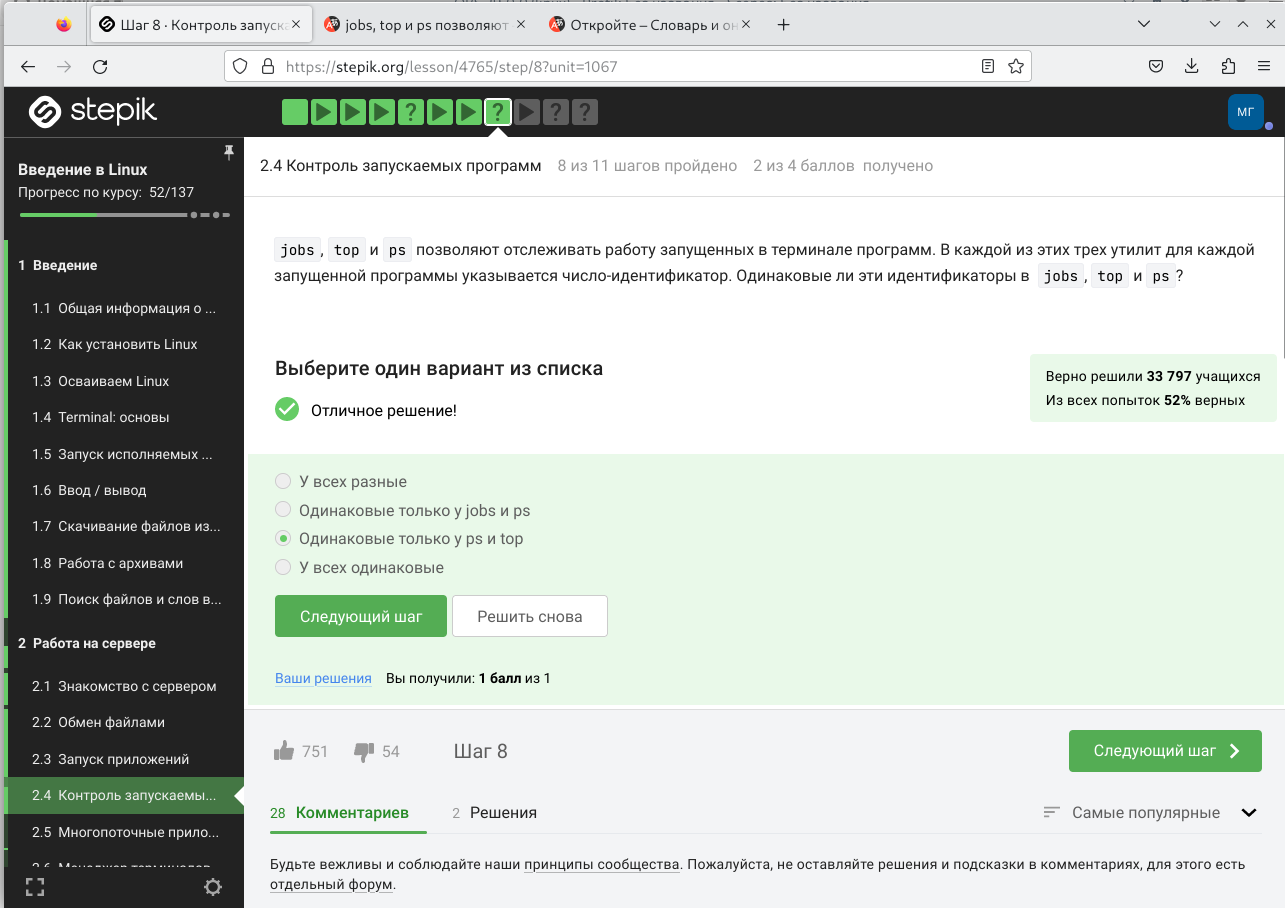 Шаг 8 · Контроль запуска
jobs, top и ps позволяют
Откройте – Словарь и он
https://stepik.org/lesson/4765/step/8?unit=1067
stepik
?
?
?
?
МГ
Введение в Linux
Прогресс по курсу: 52/137
2.4 Контроль запускаемых программ 8 из 11 шагов пройдено 2 из 4 баллов получено
1 Введение
1.1 Общая информация о ...
1.2 Как установить Linux
1.3 Осваиваем Linux
1.4 Terminal: основы
1.5 Запуск исполняемых ...
1.6 Ввод / вывод
1.7 Скачивание файлов из...
1.8 Работа с архивами
1.9 Поиск файлов и слов в...
2 Работа на сервере
2.1 Знакомство с сервером
2.2 Обмен файлами
2.3 Запуск приложений
2.4 Контроль запускаемы...
2.5 Многопоточные прило...
jobs, top и ps позволяют отслеживать работу запущенных в терминале программ. В каждой из этих трех утилит для каждой
запущенной программы указывается число-идентификатор. Одинаковые ли эти идентификаторы в jobs, top и ps?
Выберите один вариант из списка
Отличное решение!
Верно решили 33 797 учащихся
Из всех попыток 52% верных
У всех разные
Одинаковые только у jobs и ps
Одинаковые только у ps и top
У всех одинаковые
Следующий шаг
Решить снова
Ваши решения Вы получили: 1 балл из 1
751 54 Шаг 8
Следующий шаг
28 Комментариев 2 Решения
Самые популярные
Будьте вежливы и соблюдайте наши принципы сообщества. Пожалуйста, не оставляйте решения и подсказки в комментариях, для этого есть
отдельный форум.